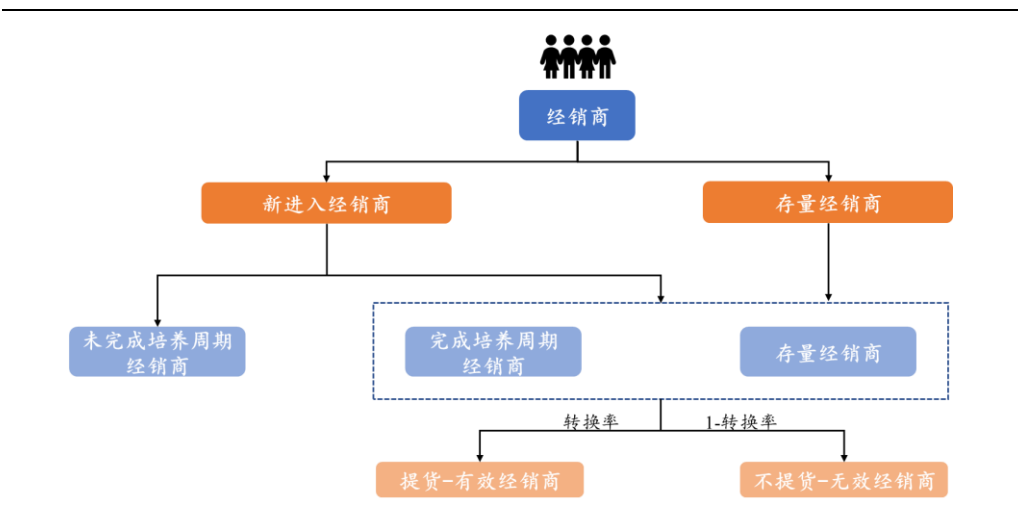 经销商
新进入经销商
存量经销商
未完成培养周期
经销商
完成培养周期
经销商
存量经销商
转换率
1-转换率
提货-有效经销商
不提货-无效经销商